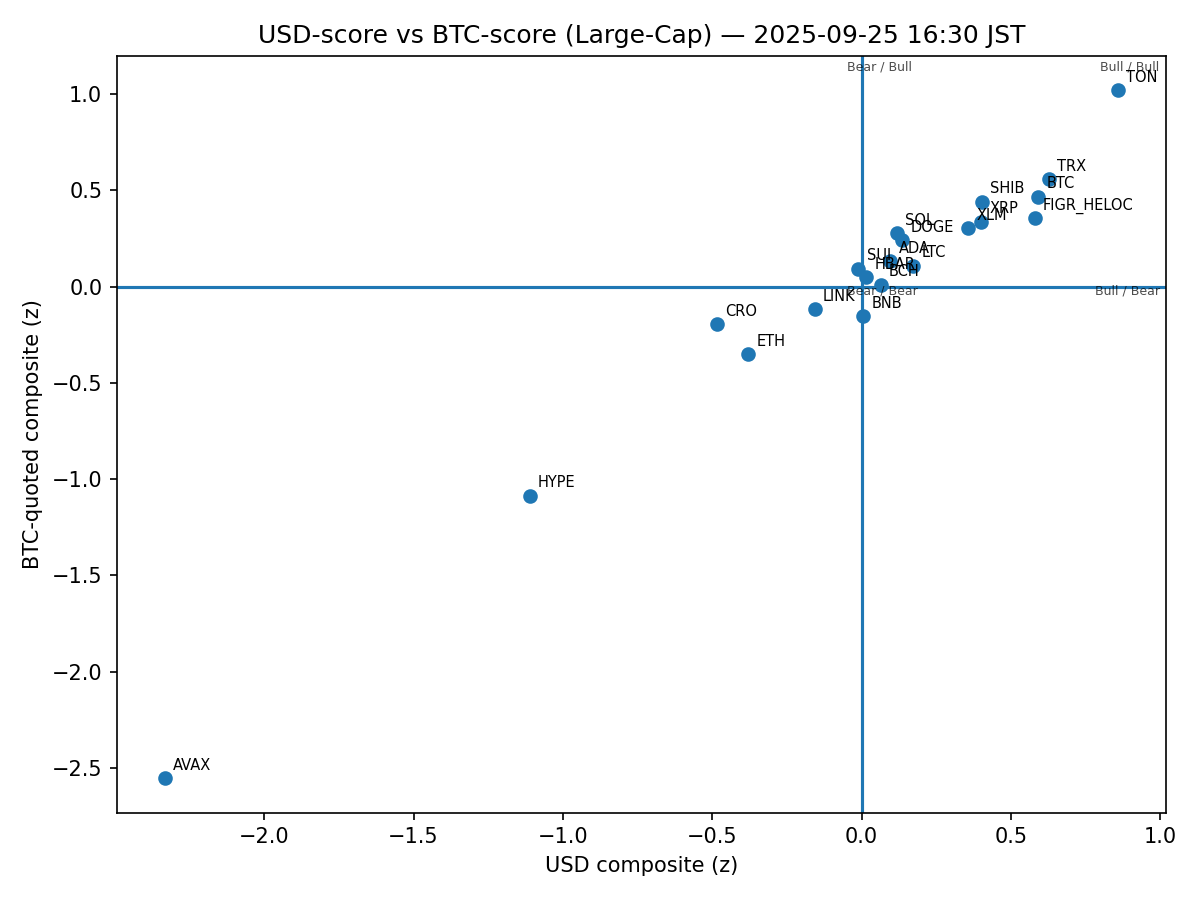 USD-score vs BTC-score (Large-Cap) — 2025-09-25 16:30 JST
Bear / Bull
Bull / Bull
TON
TRX
BTC
SHIB
FIGR_HELOC
XRP
XLM
SOL
DOGE
ADA
LTC
SUI
HBAR
BCH
Bear / Bear
Bull / Bear
LINK
BNB
CRO
ETH
HYPE
AVAX
1.0
0.5
0.0
−0.5
−1.0
−1.5
−2.0
−2.5
BTC-quoted composite (z)
−2.0
−1.5
−1.0
−0.5
0.0
0.5
1.0
USD composite (z)